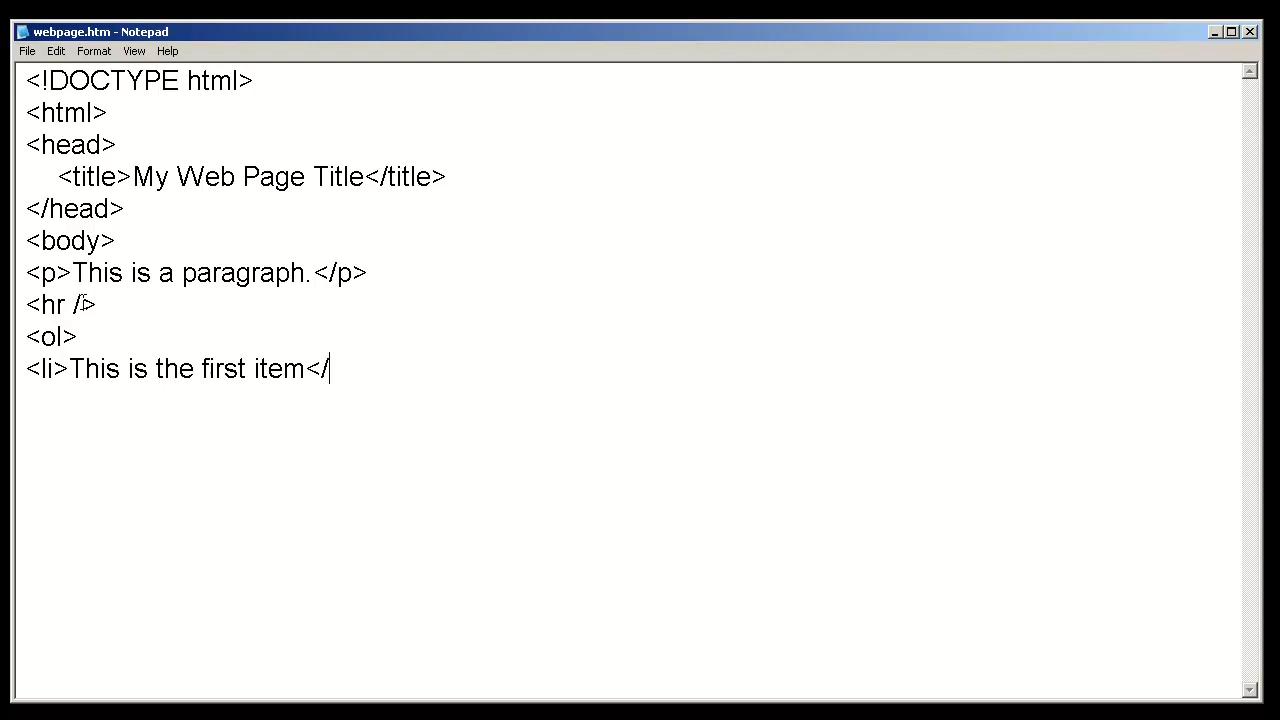 webpage.htm - Notepad
File Edit Format View Help
<!DOCTYPE html>
<html>
<head>
    <title>My Web Page Title</title>
</head>
<body>
<p>This is a paragraph.</p>
<hr />
<ol>
<li>This is the first item</